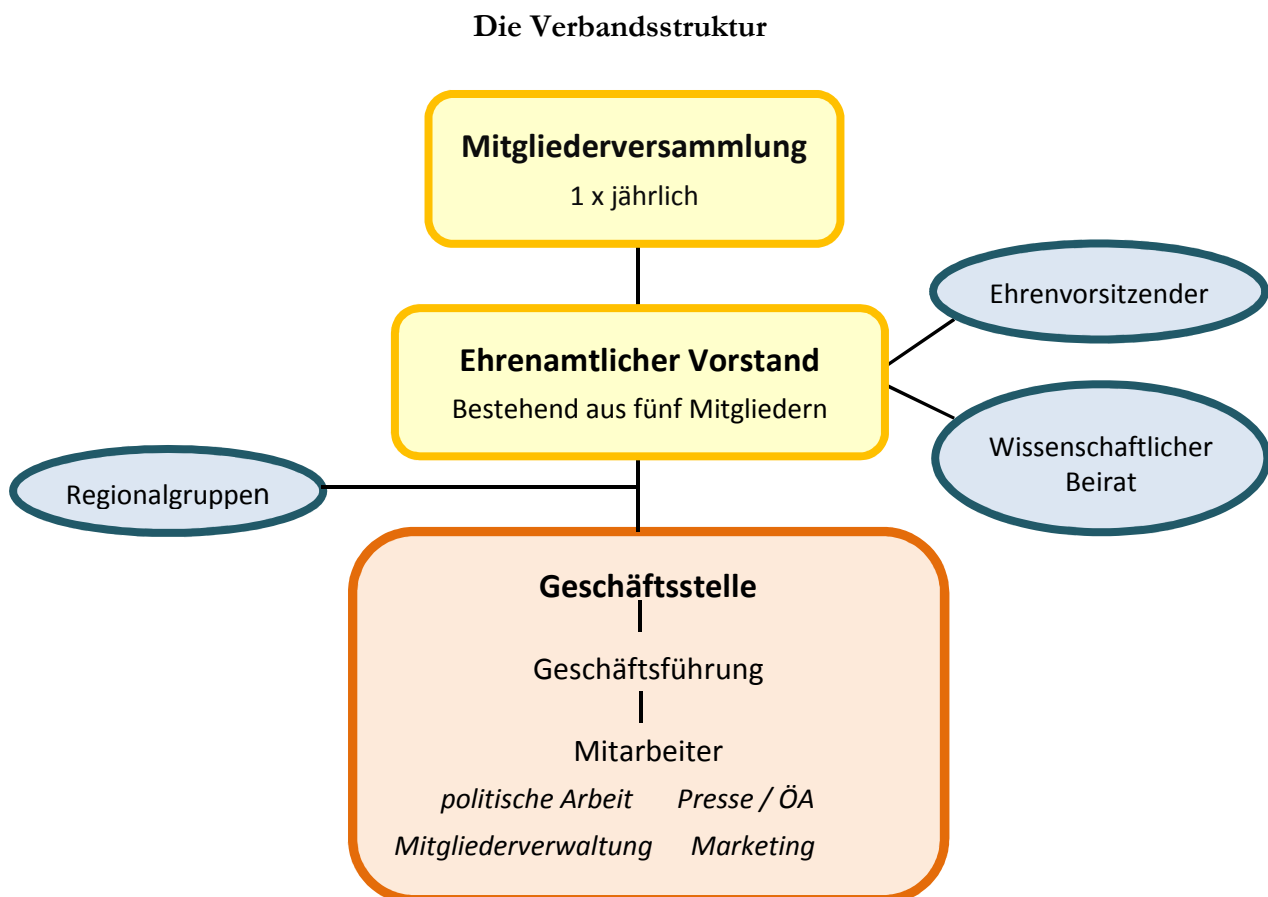 Die Verbandsstruktur
Mitgliederversammlung
1 x jährlich
Ehrenvorsitzender
Ehrenamtlicher Vorstand
Bestehend aus fünf Mitgliedern
Wissenschaftlicher
Beirat
Regionalgruppen
Geschäftsstelle
Geschäftsführung
Mitarbeiter
politische Arbeit Presse / ÖA
Mitgliederverwaltung Marketing